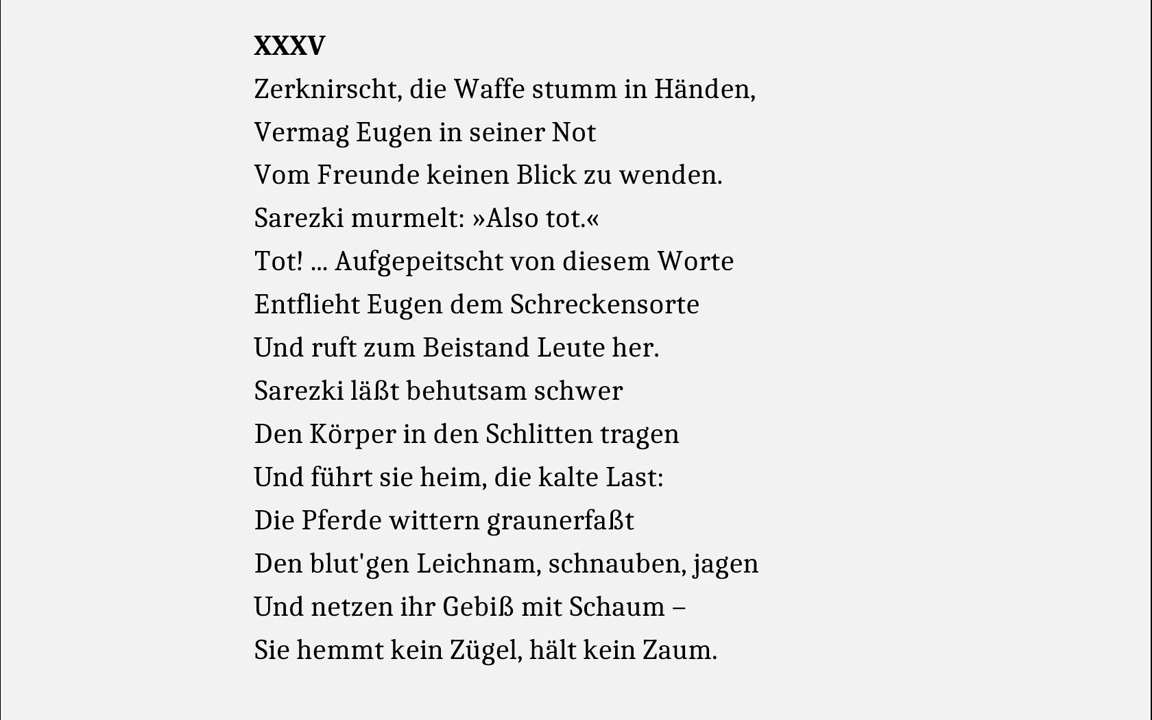 XXXV
Zerknirscht, die Waffe stumm in Händen,
Vermag Eugen in seiner Not
Vom Freunde keinen Blick zu wenden.
Sarezki murmelt: »Also tot.«
Tot! ... Aufgepeitscht von diesem Worte
Entflieht Eugen dem Schreckensorte
Und ruft zum Beistand Leute her.
Sarezki läßt behutsam schwer
Den Körper in den Schlitten tragen
Und führt sie heim, die kalte Last:
Die Pferde wittern graunerfaßt
Den blut'gen Leichnam, schnauben, jagen
Und netzen ihr Gebiß mit Schaum –
Sie hemmt kein Zügel, hält kein Zaum.